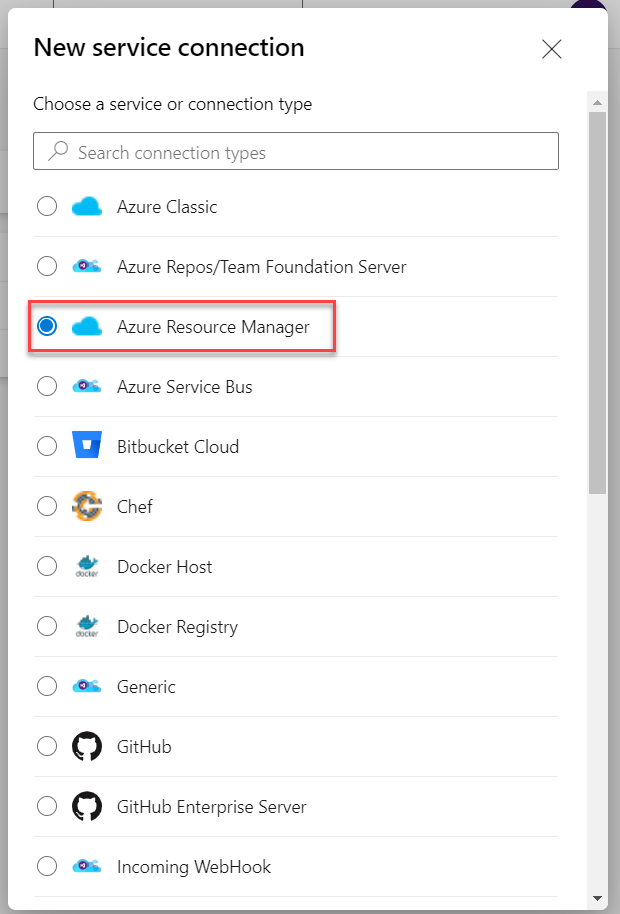 New service connection
Choose a service or connection type
Search connection types
Azure Classic
Azure Repos/Team Foundation Server
Azure Resource Manager
Azure Service Bus
Bitbucket Cloud
Chef
docker Docker Host
docker Docker Registry
Generic
GitHub
GitHub Enterprise Server
Incoming WebHook